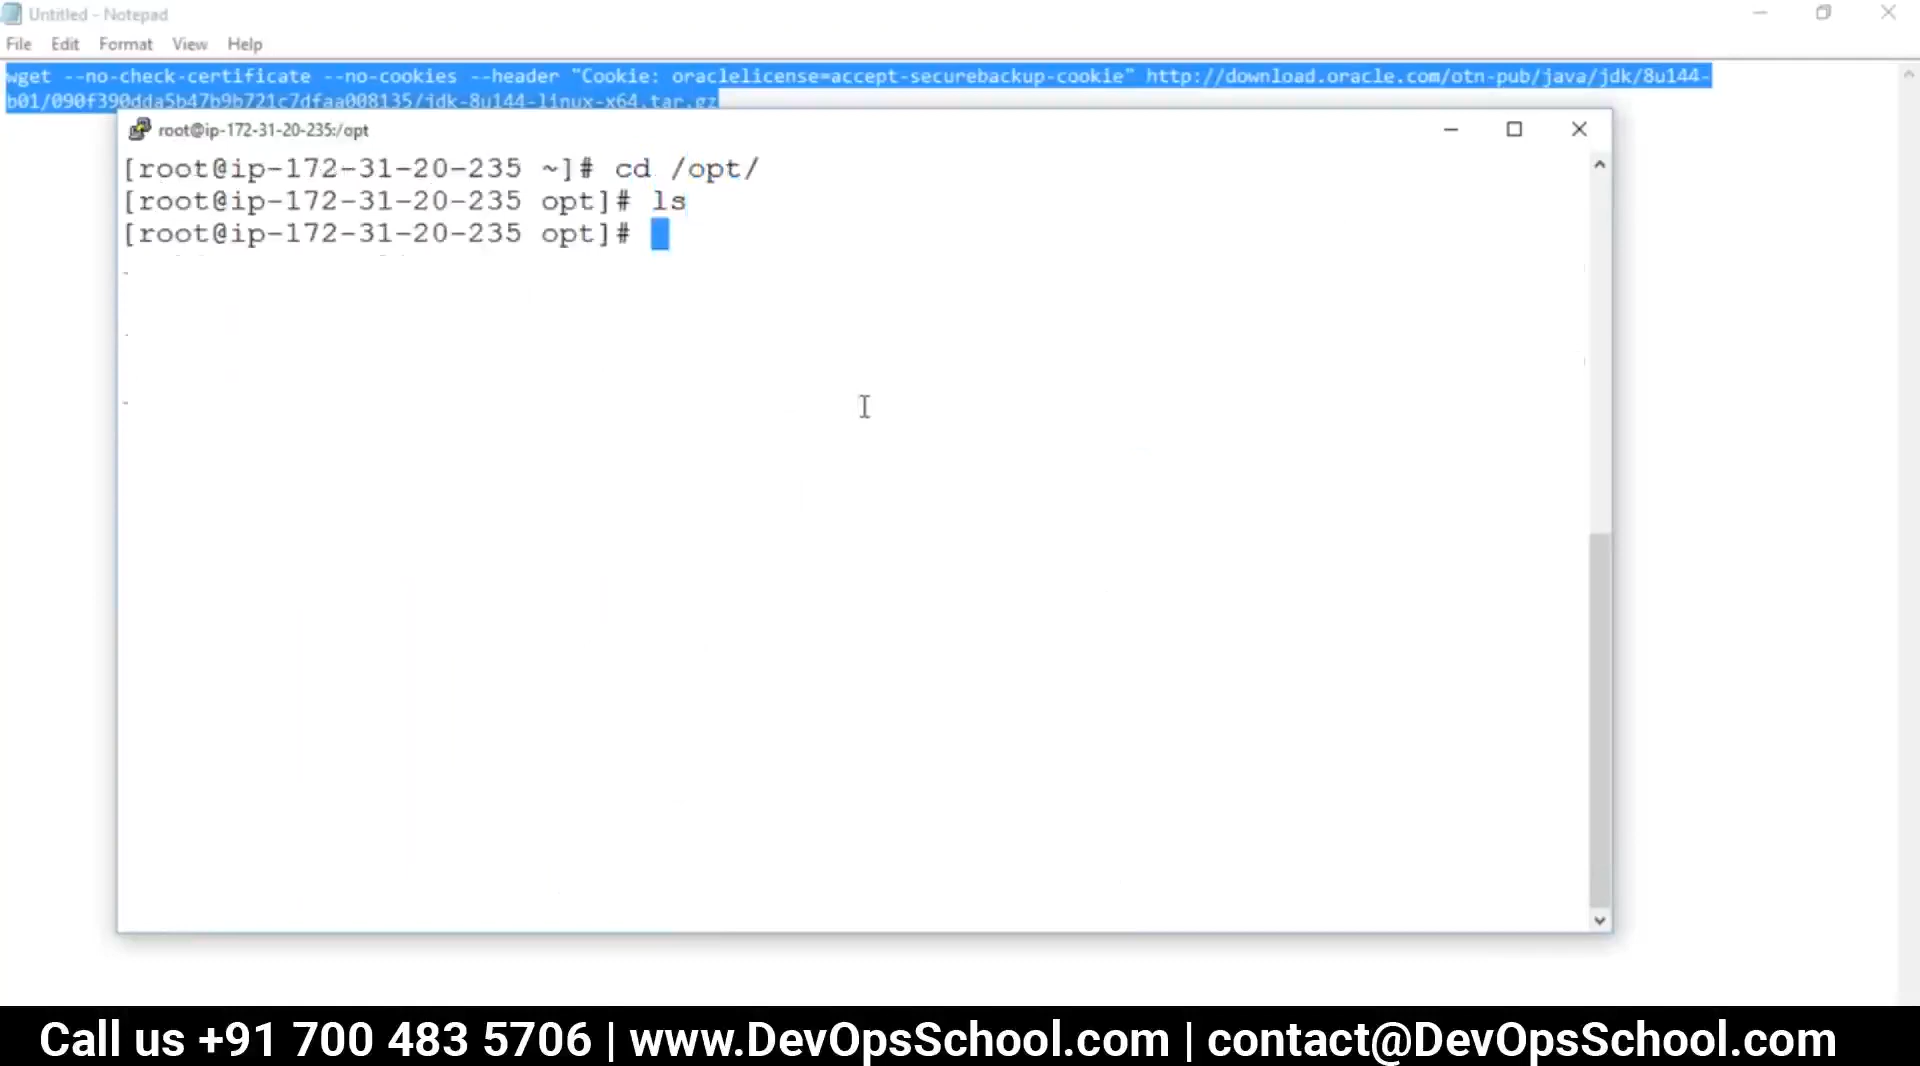 Untitled - Notepad
File Edit Format View Help
wget --no-check-certificate --no-cookies --header "Cookie: oraclelicense=accept-securebackup-cookie" http://download.oracle.com/otn-pub/java/jdk/8u144-
b01/090f390dda5b47b9b721c7dfaa008135/jdk-8u144-linux-x64.tar.gz
root@ip-172-31-20-235:/opt
[root@ip-172-31-20-235 ~]# cd /opt/
[root@ip-172-31-20-235 opt]# ls
[root@ip-172-31-20-235 opt]#
Call us +91 700 483 5706 | www.DevOpsSchool.com | contact@DevOpsSchool.com